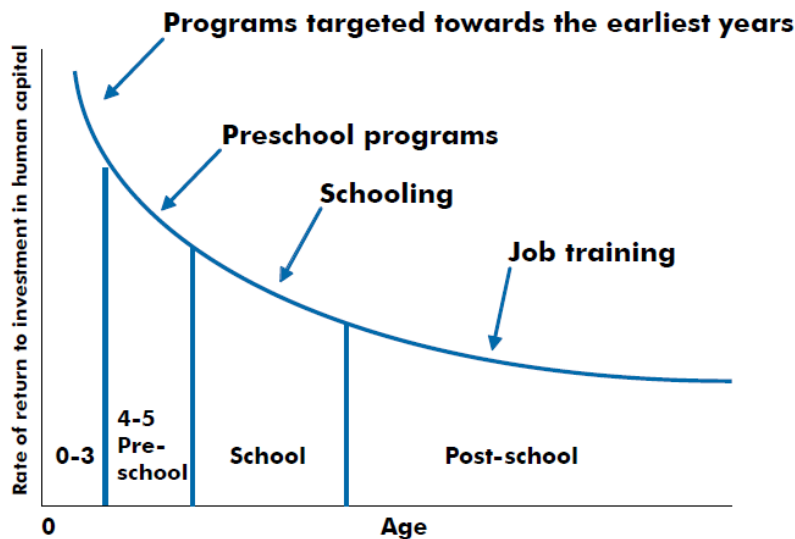 Programs targeted towards the earliest years
Preschool programs
Schooling
Job training
Rate of return to investment in human capital
0-3
4-5
Pre-
school
School
Post-school
0
Age